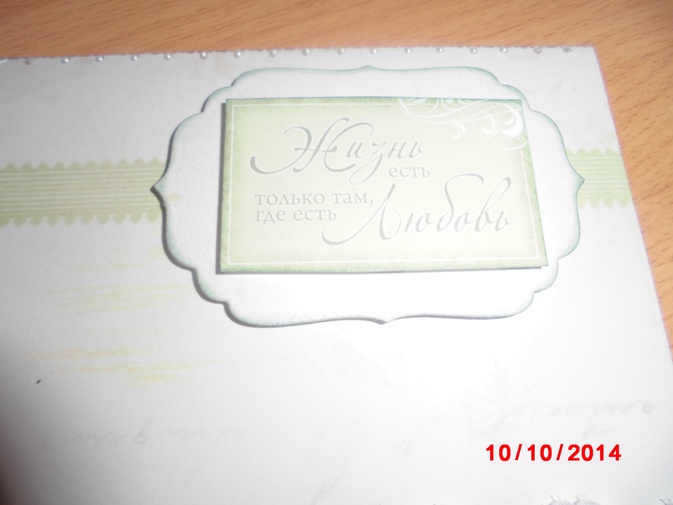 Жизнь
есть
только там,
где есть Любовь
10/10/2014